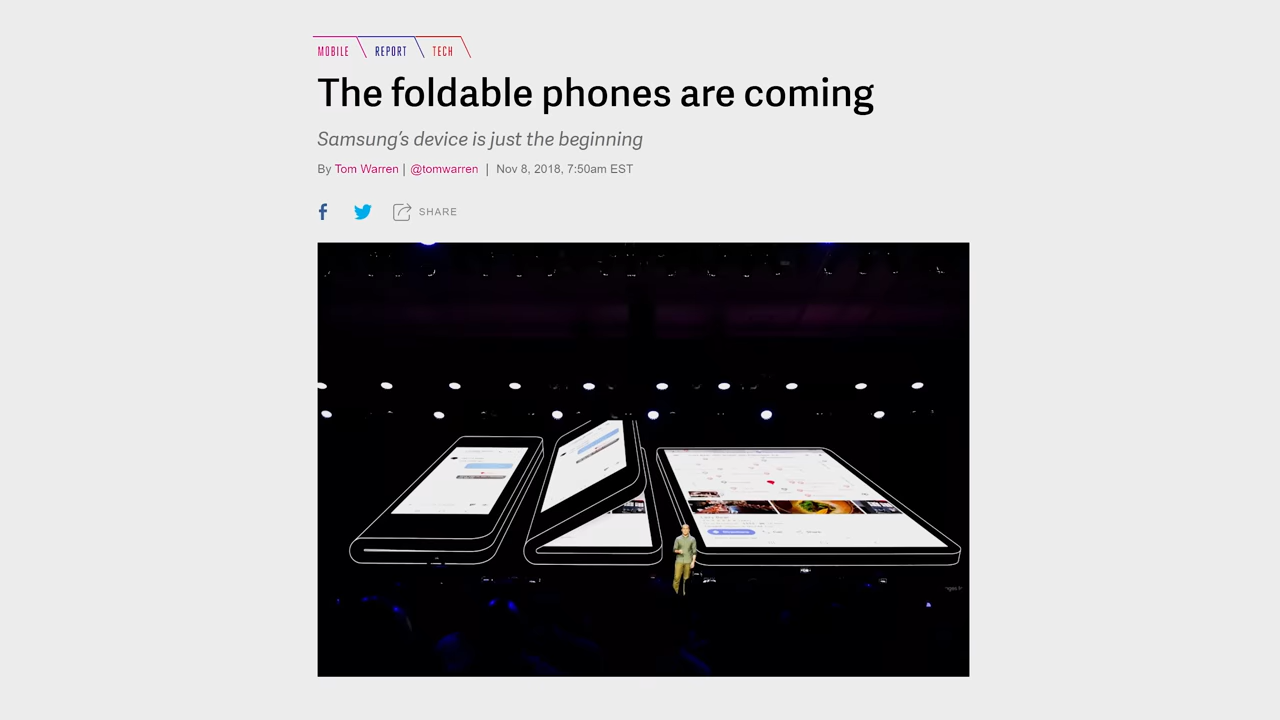 MOBILE REPORT TECH
The foldable phones are coming
Samsung's device is just the beginning
By Tom Warren | @tomwarren | Nov 8, 2018, 7:50am EST
SHARE